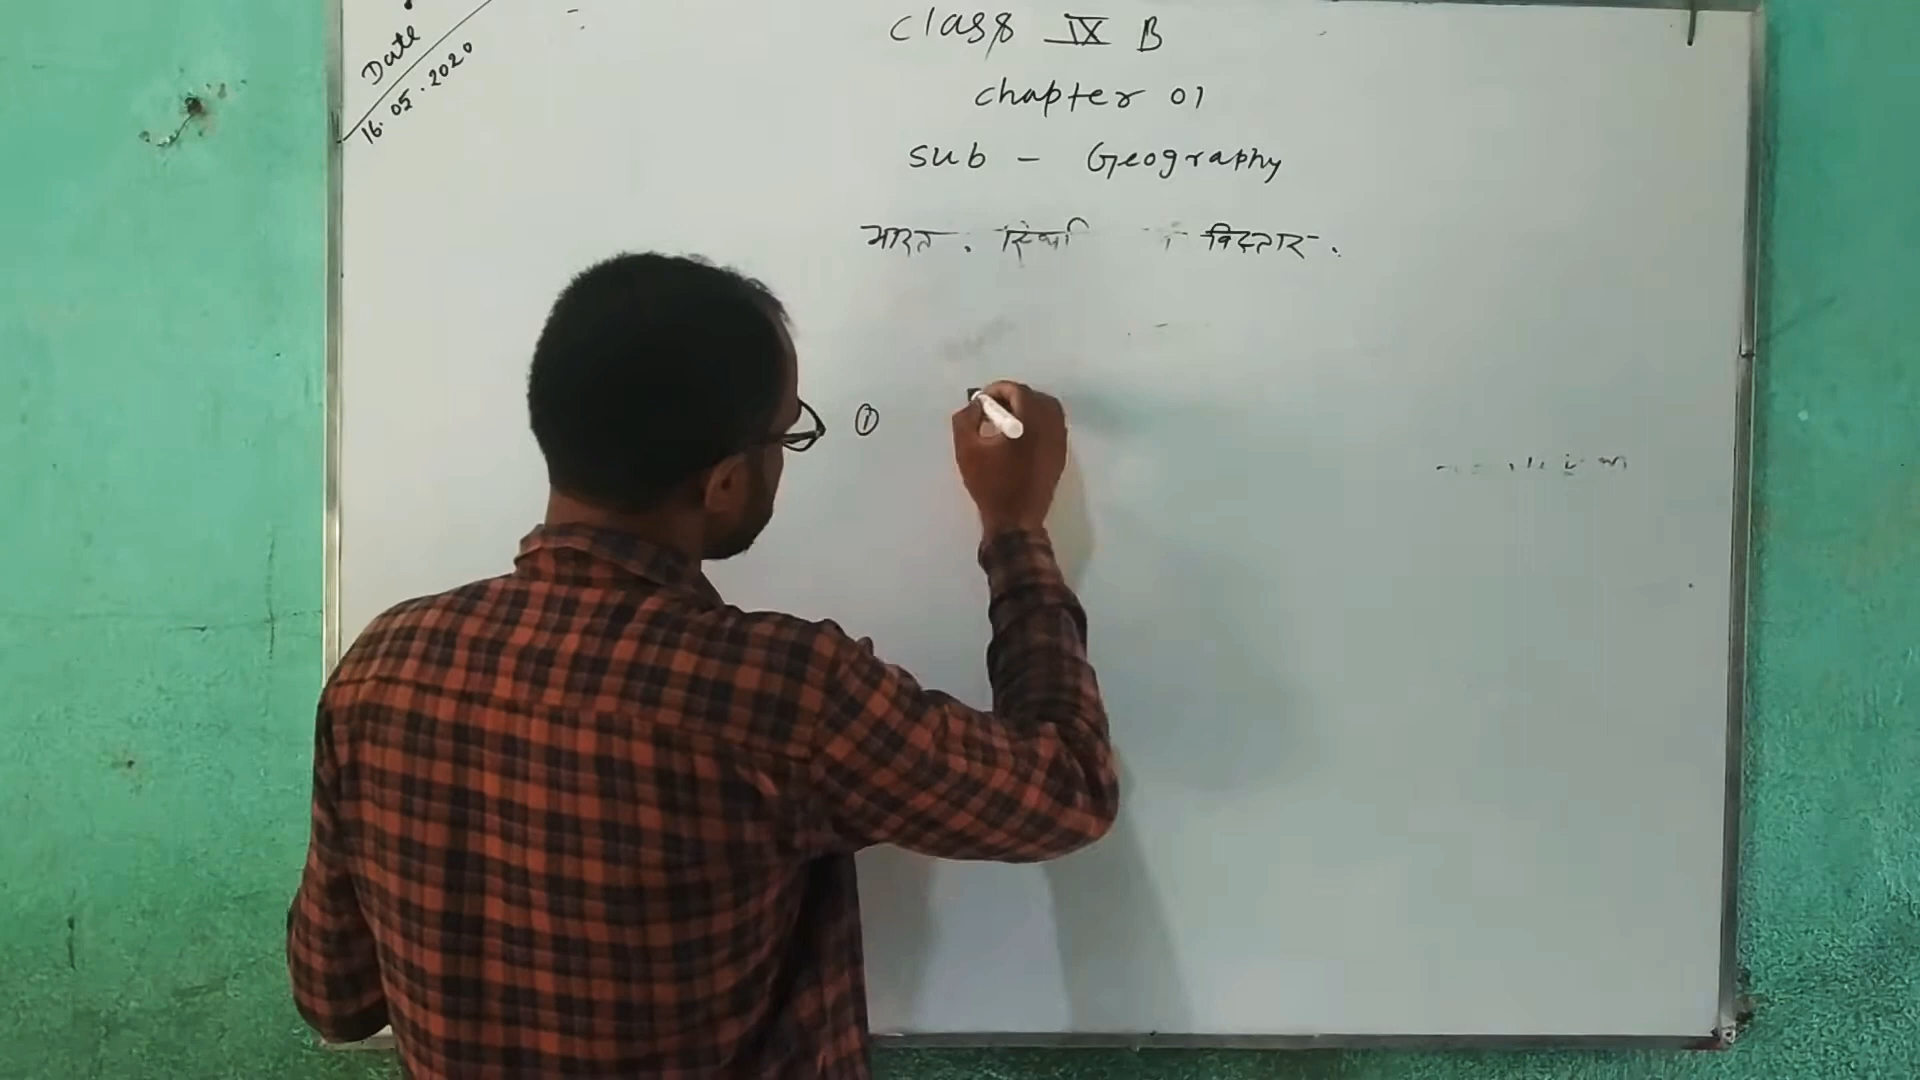 Date
16.05.2020
Class IX B
Chapter 01
Sub - Geography
भारत . विस्तार .
①